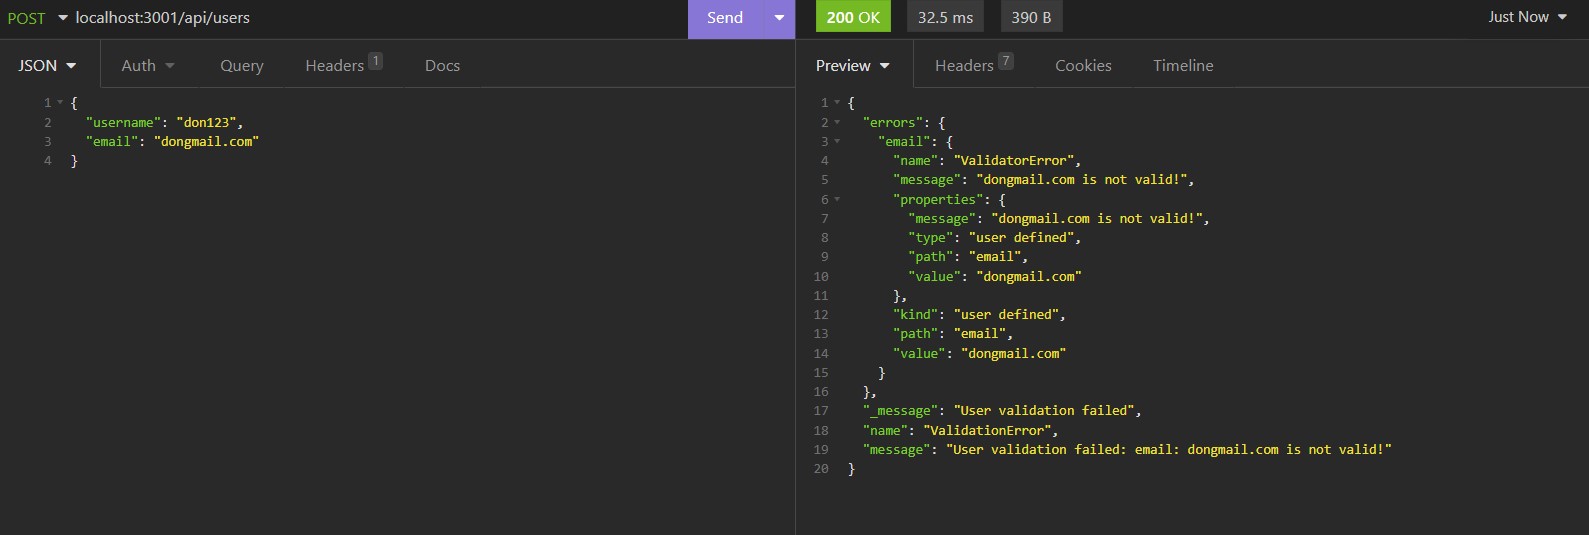 POST localhost:3001/api/users Send 200 OK 32.5 ms 390 B Just Now
JSON Auth Query Headers 1 Docs
1 {
2 "username": "don123",
3 "email": "dongmail.com"
4 }
Preview Headers 7 Cookies Timeline
1 {
2 "errors": {
3 "email": {
4 "name": "ValidatorError",
5 "message": "dongmail.com is not valid!",
6 "properties": {
7 "message": "dongmail.com is not valid!",
8 "type": "user defined",
9 "path": "email",
10 "value": "dongmail.com"
11 },
12 "kind": "user defined",
13 "path": "email",
14 "value": "dongmail.com"
15 }
16 },
17 "_message": "User validation failed",
18 "name": "ValidationError",
19 "message": "User validation failed: email: dongmail.com is not valid!"
20 }